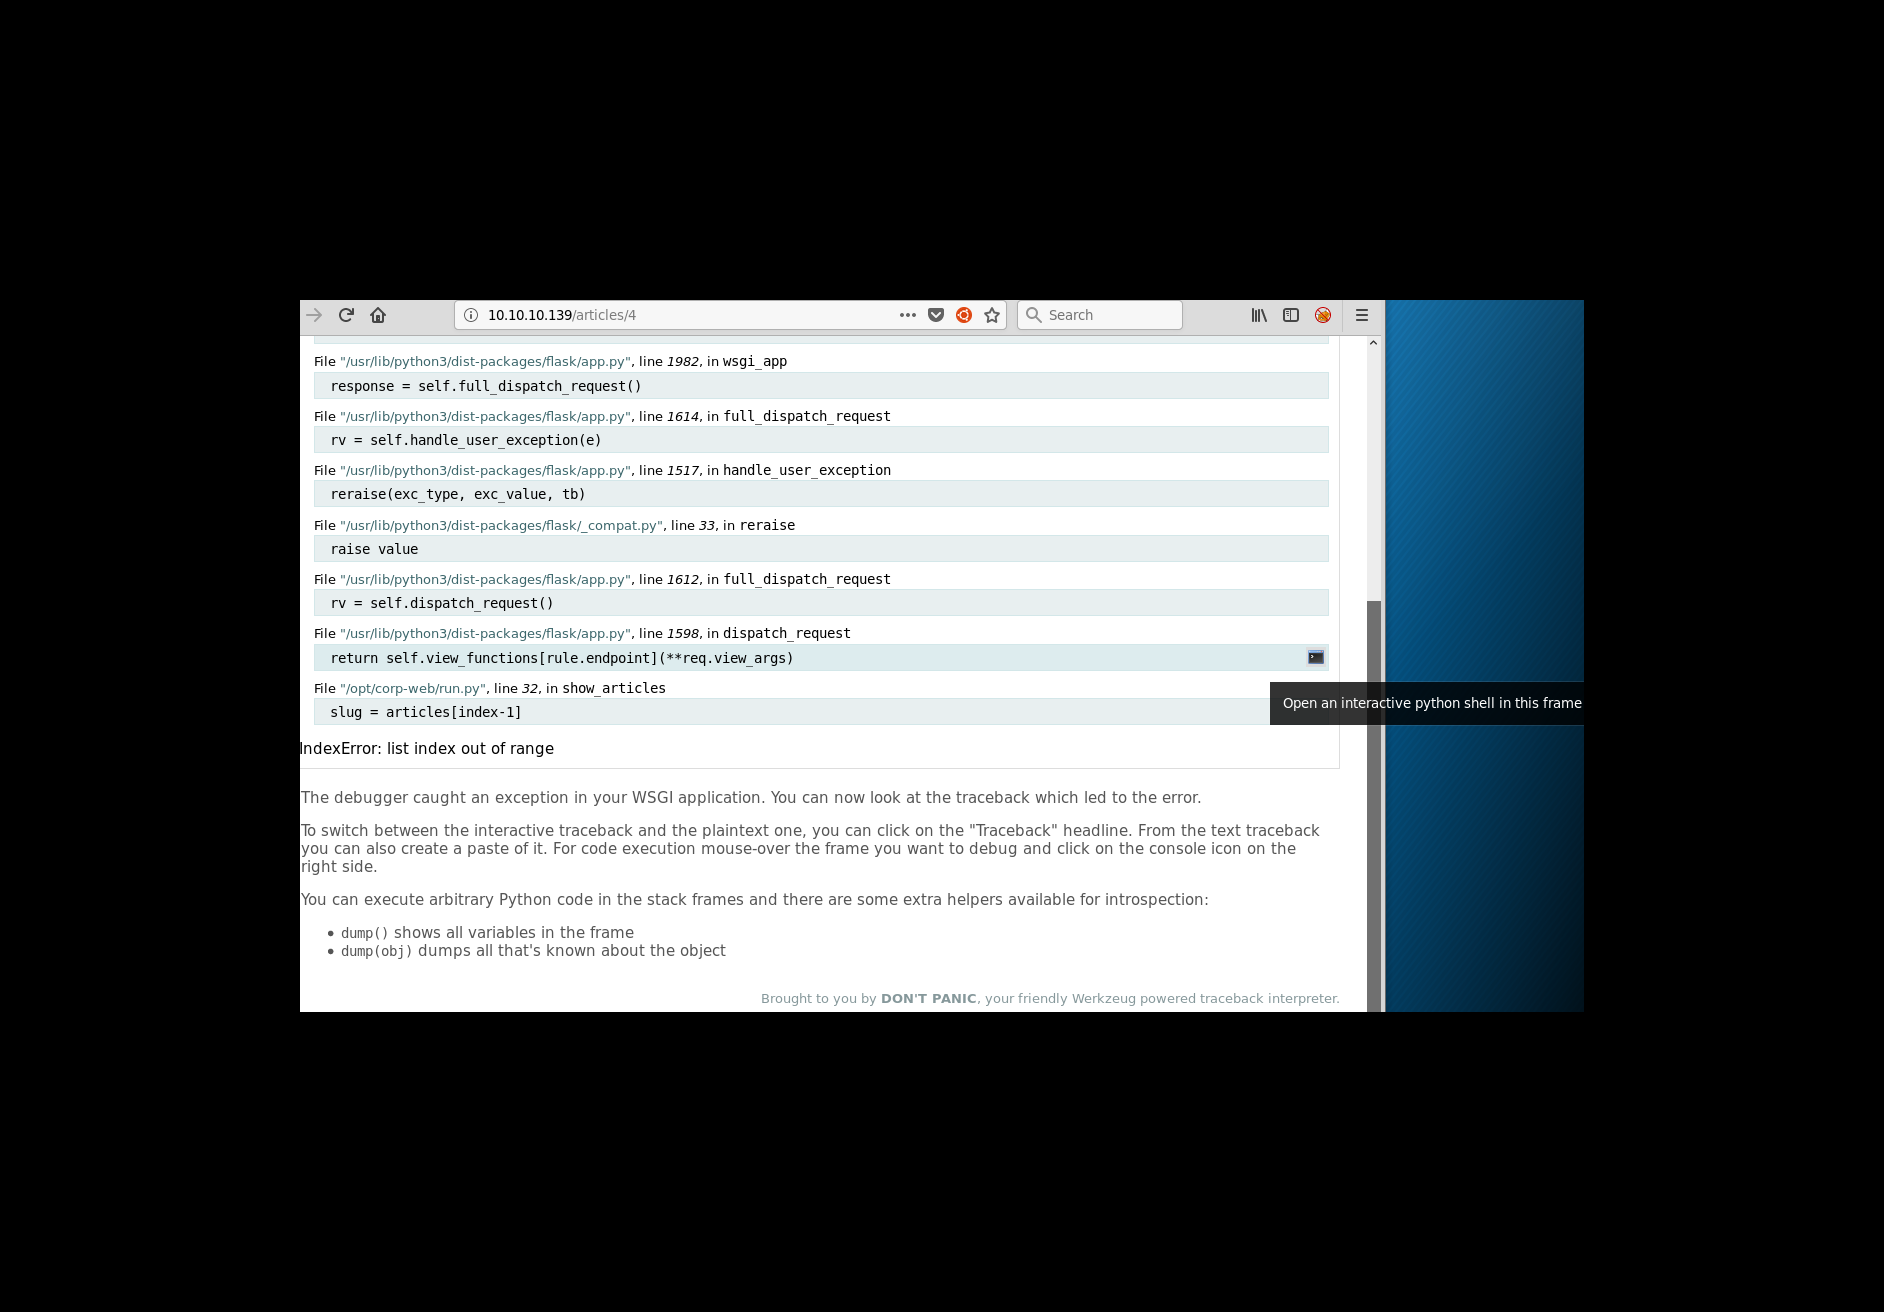 10.10.10.139/articles/4
Search
File "/usr/lib/python3/dist-packages/flask/app.py", line 1982, in wsgi_app
response = self.full_dispatch_request()
File "/usr/lib/python3/dist-packages/flask/app.py", line 1614, in full_dispatch_request
rv = self.handle_user_exception(e)
File "/usr/lib/python3/dist-packages/flask/app.py", line 1517, in handle_user_exception
reraise(exc_type, exc_value, tb)
File "/usr/lib/python3/dist-packages/flask/_compat.py", line 33, in reraise
raise value
File "/usr/lib/python3/dist-packages/flask/app.py", line 1612, in full_dispatch_request
rv = self.dispatch_request()
File "/usr/lib/python3/dist-packages/flask/app.py", line 1598, in dispatch_request
return self.view_functions[rule.endpoint](**req.view_args)
File "/opt/corp-web/run.py", line 32, in show_articles
Open an interactive python shell in this frame
slug = articles[index-1]
IndexError: list index out of range
The debugger caught an exception in your WSGI application. You can now look at the traceback which led to the error.
To switch between the interactive traceback and the plaintext one, you can click on the "Traceback" headline. From the text traceback
you can also create a paste of it. For code execution mouse-over the frame you want to debug and click on the console icon on the
right side.
You can execute arbitrary Python code in the stack frames and there are some extra helpers available for introspection:
• dump() shows all variables in the frame
• dump(obj) dumps all that's known about the object
Brought to you by DON'T PANIC, your friendly Werkzeug powered traceback interpreter.